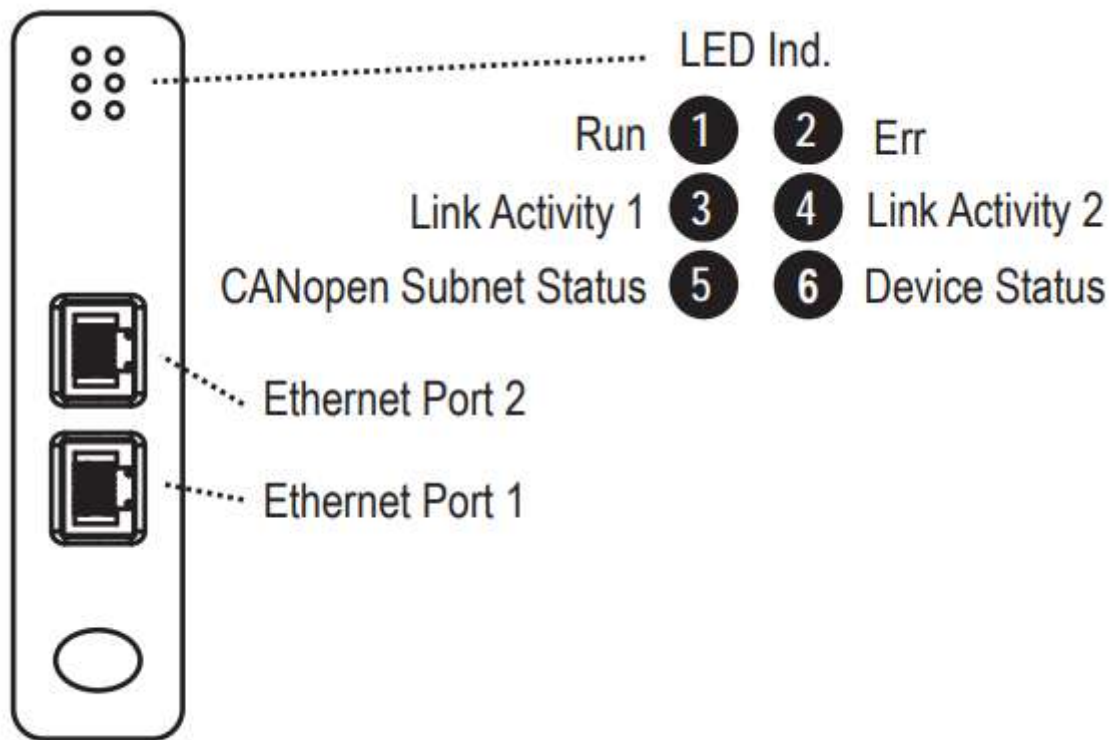 LED Ind.
Run 1 2 Err
Link Activity 1 3 4 Link Activity 2
CANopen Subnet Status 5 6 Device Status
Ethernet Port 2
Ethernet Port 1